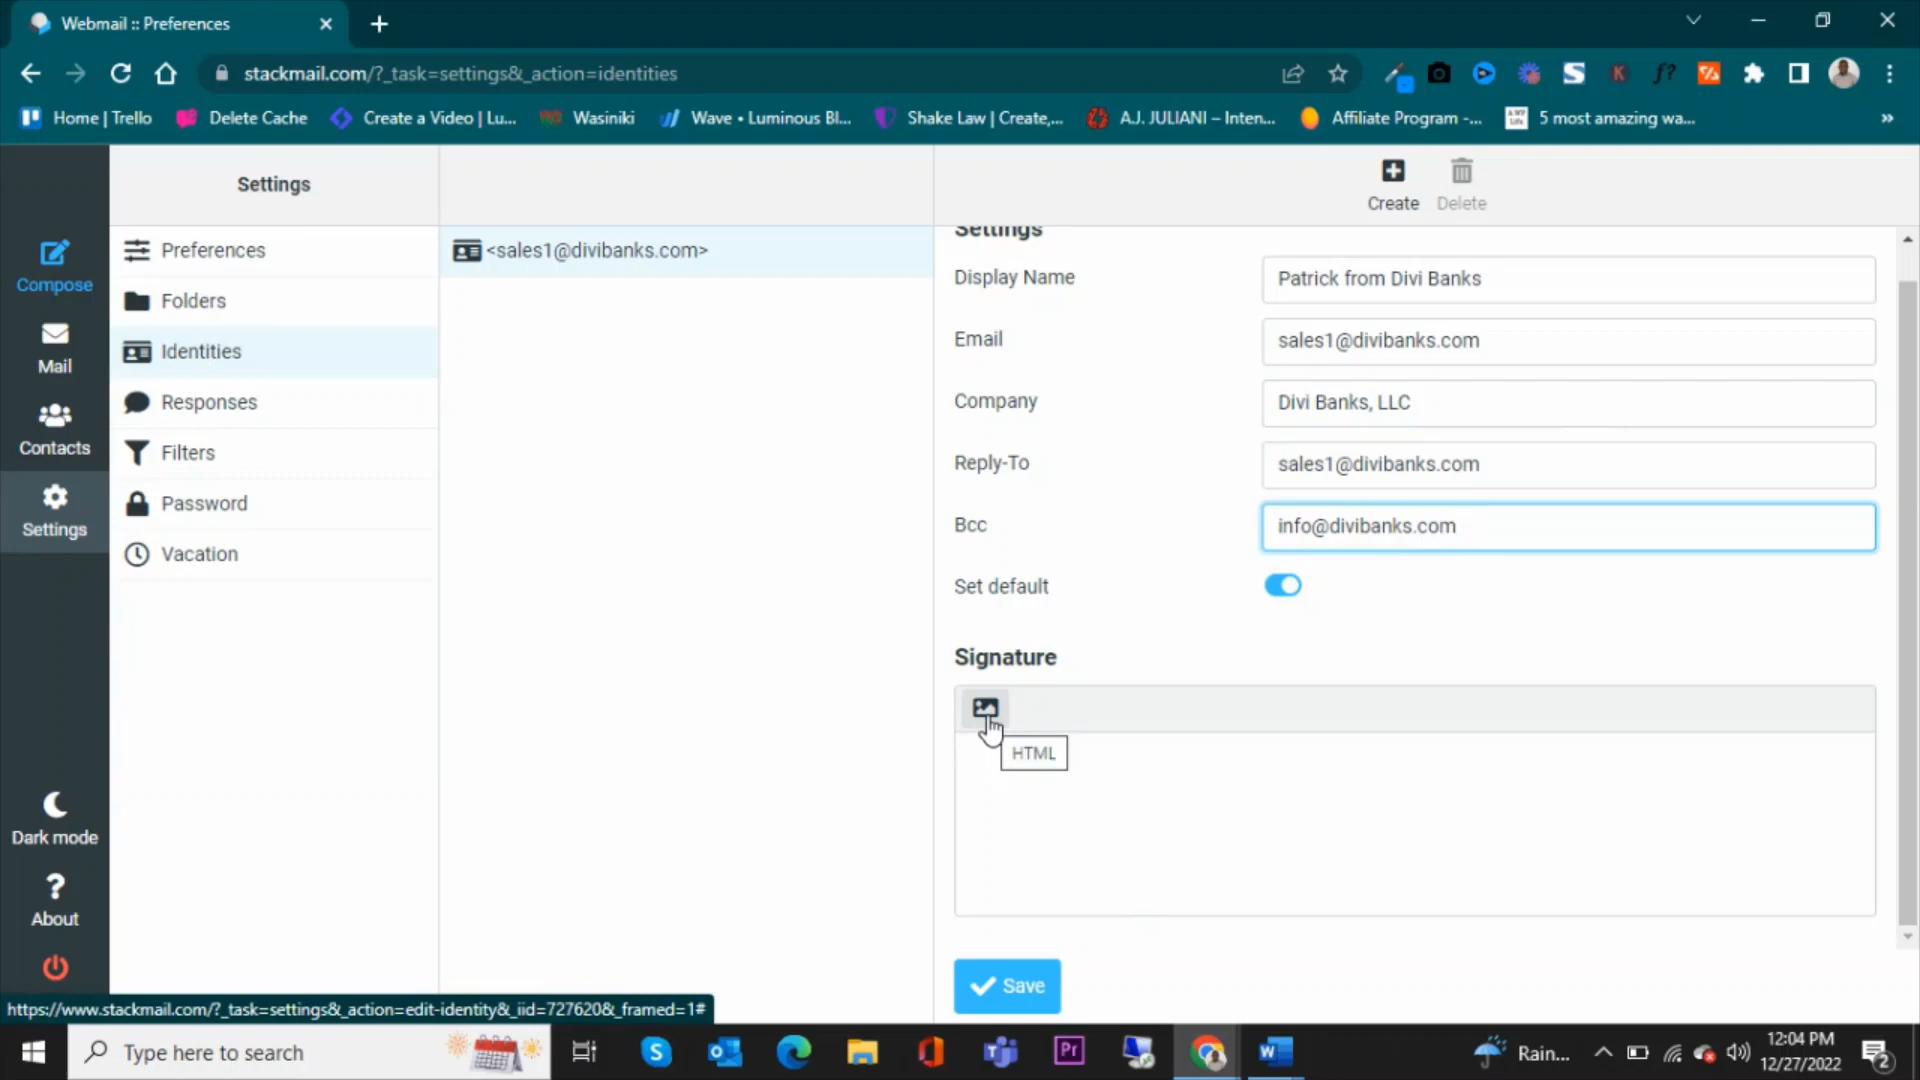 Webmail :: Preferences
stackmail.com/?_task=settings&_action=identities
Home | Trello
Delete Cache
Create a Video | Lu...
Wasiniki
Wave • Luminous Bl...
Shake Law | Create,...
A.J. JULIANI – Inten...
Affiliate Program -...
5 most amazing wa...
»
Settings
Create
Delete
Compose
Mail
Contacts
Settings
Dark mode
About
Preferences
Folders
Identities
Responses
Filters
Password
Vacation
<sales1@divibanks.com>
Settings
Display Name
Patrick from Divi Banks
Email
sales1@divibanks.com
Company
Divi Banks, LLC
Reply-To
sales1@divibanks.com
Bcc
info@divibanks.com
Set default
Signature
HTML
Save
https://www.stackmail.com/?_task=settings&_action=edit-identity&_iid=727620&_framed=1#
Type here to search
Pr
Rain...
12:04 PM
12/27/2022
2